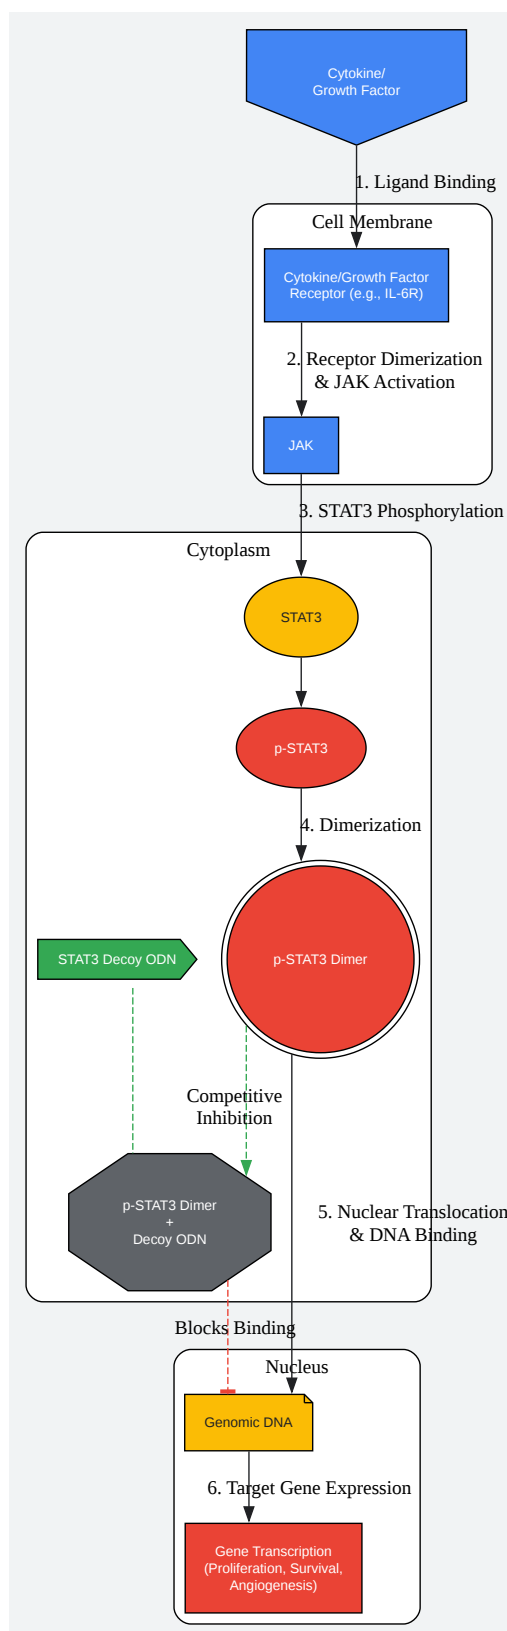 Cytokine/
Growth Factor
1. Ligand Binding
Cell Membrane
Cytokine/Growth Factor
Receptor (e.g., IL-6R)
2. Receptor Dimerization
& JAK Activation
JAK
3. STAT3 Phosphorylation
Cytoplasm
STAT3
p-STAT3
4. Dimerization
STAT3 Decoy ODN
p-STAT3 Dimer
Competitive
Inhibition
p-STAT3 Dimer
+
Decoy ODN
5. Nuclear Translocation
& DNA Binding
Blocks Binding
Nucleus
Genomic DNA
6. Target Gene Expression
Gene Transcription
(Proliferation, Survival,
Angiogenesis)